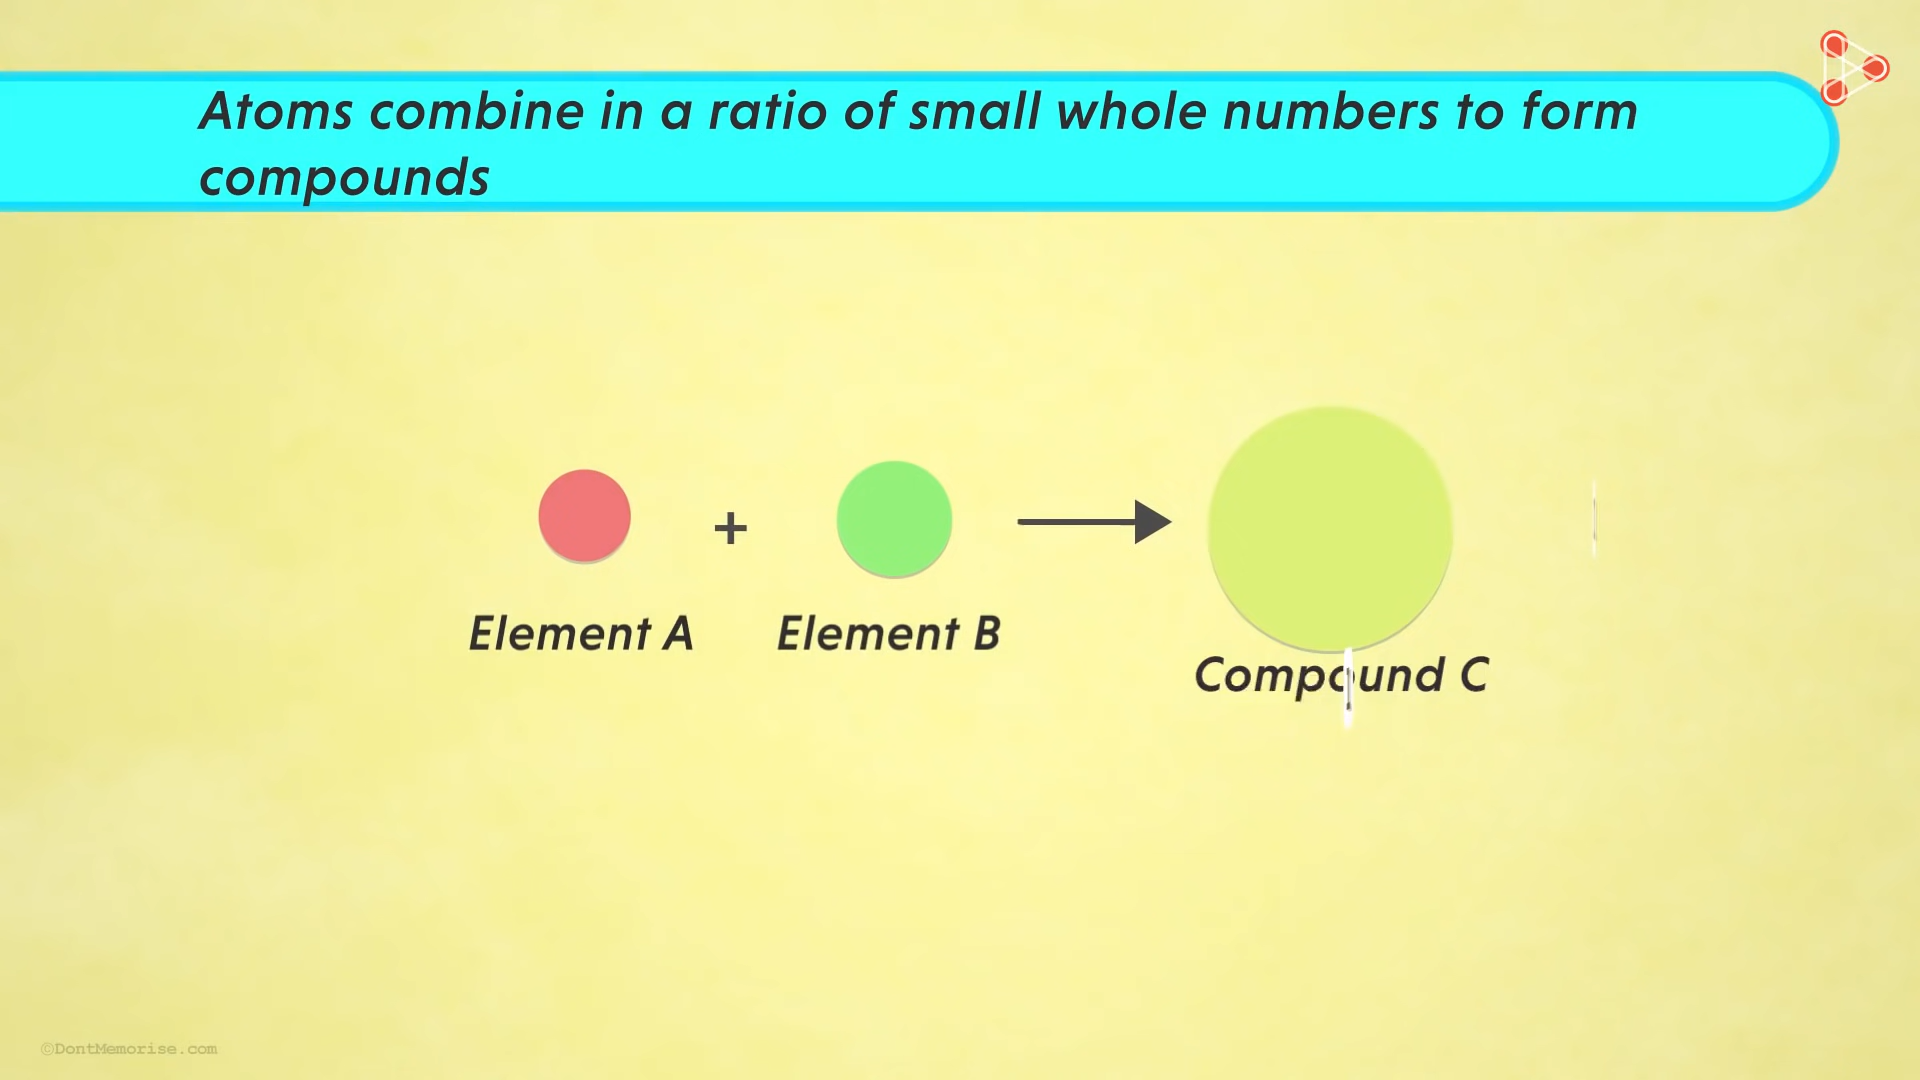 Atoms combine in a ratio of small whole numbers to form
compounds
+
Element A Element B
Compound C
©DontMemorise.com